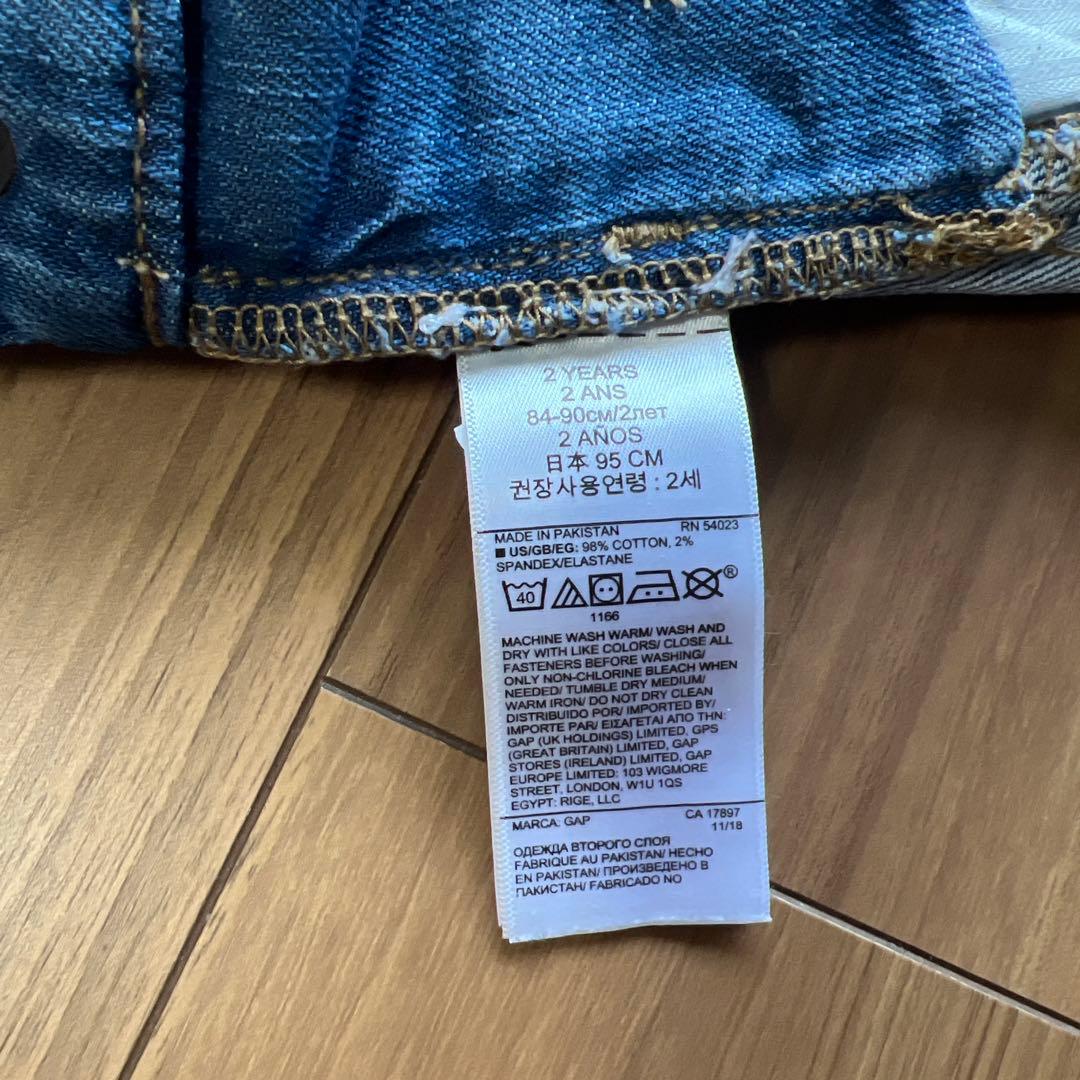 2 YEARS
2 ANS
84-90см/2лет
2 AÑOS
日本 95 CM
권장사용연령 : 2세
MADE IN PAKISTAN RN 54023
■ US/GB/EG: 98% COTTON, 2%
SPANDEX/ELASTANE
40 ®
1166
MACHINE WASH WARM/ WASH AND
DRY WITH LIKE COLORS/ CLOSE ALL
FASTENERS BEFORE WASHING/
ONLY NON-CHLORINE BLEACH WHEN
NEEDED/ TUMBLE DRY MEDIUM/
WARM IRON/ DO NOT DRY CLEAN
DISTRIBUIDO POR/ IMPORTED BY/
IMPORTE PAR/ ΕΙΣΑΓΕΤΑΙ ΑΠΟ ΤΗΝ:
GAP (UK HOLDINGS) LIMITED, GPS
(GREAT BRITAIN) LIMITED, GAP
STORES (IRELAND) LIMITED, GAP
EUROPE LIMITED: 103 WIGMORE
STREET, LONDON, W1U 1QS
EGYPT: RIGE, LLC
MARCA: GAP CA 17897
11/18
ОДЕЖДА ВТОРОГО СЛОЯ
FABRIQUE AU PAKISTAN/ HECHO
EN PAKISTAN/ ПРОИЗВЕДЕНО В
ПАКИСТАН/ FABRICADO NO